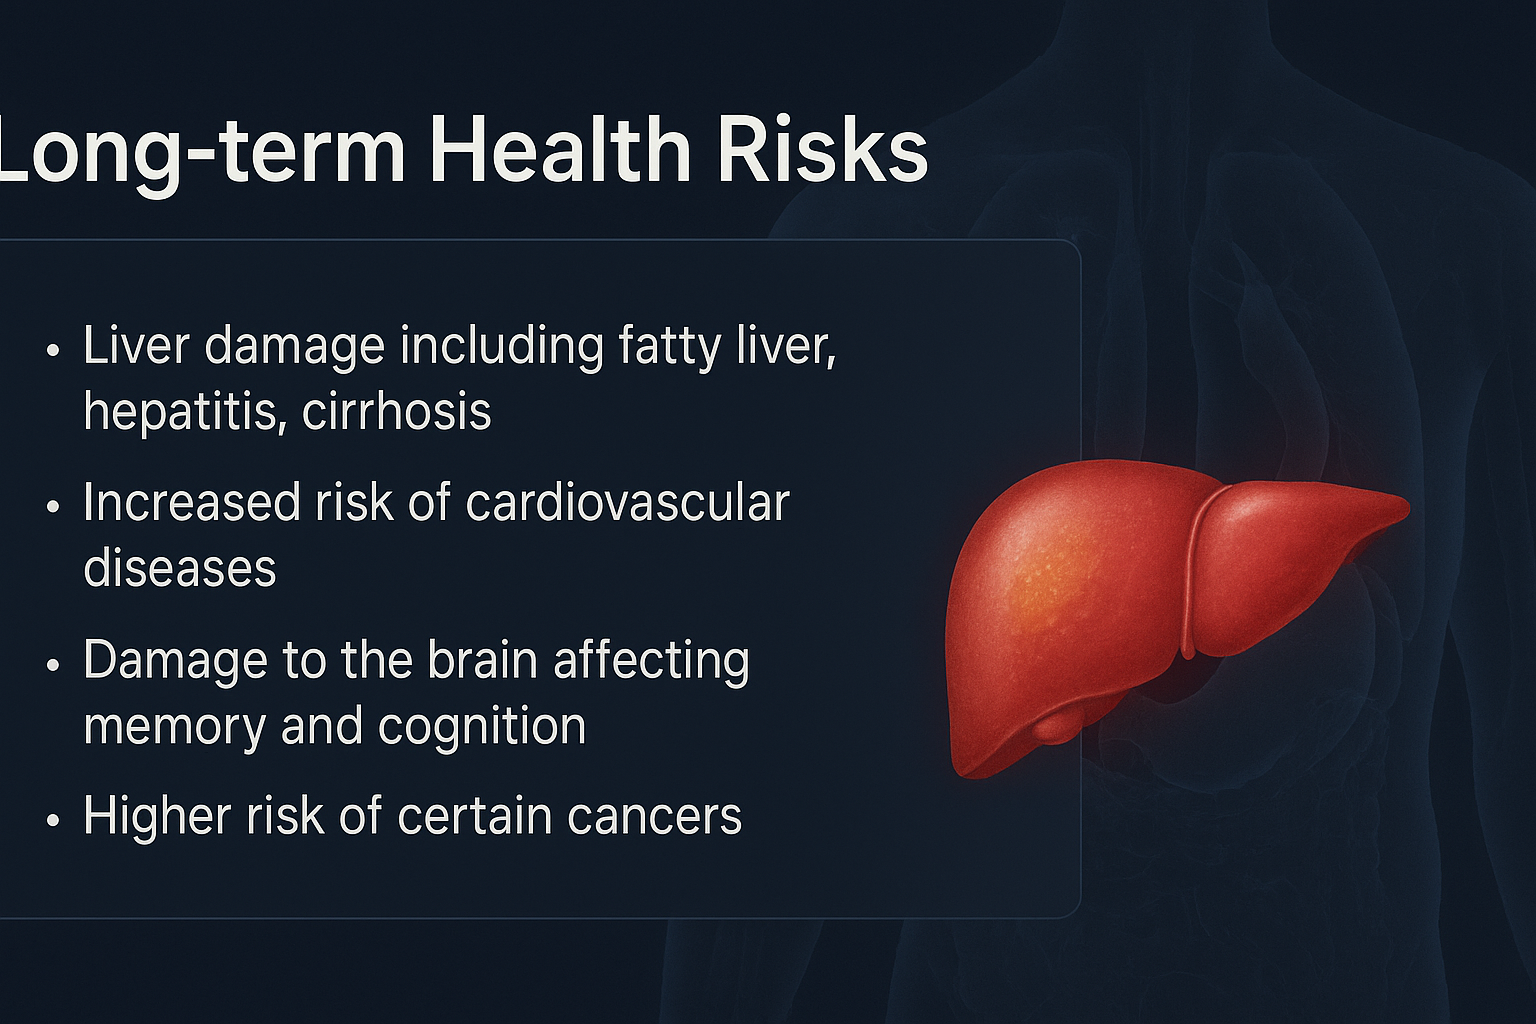 Long-term Health Risks
• Liver damage including fatty liver,
hepatitis, cirrhosis
• Increased risk of cardiovascular
diseases
• Damage to the brain affecting
memory and cognition
• Higher risk of certain cancers